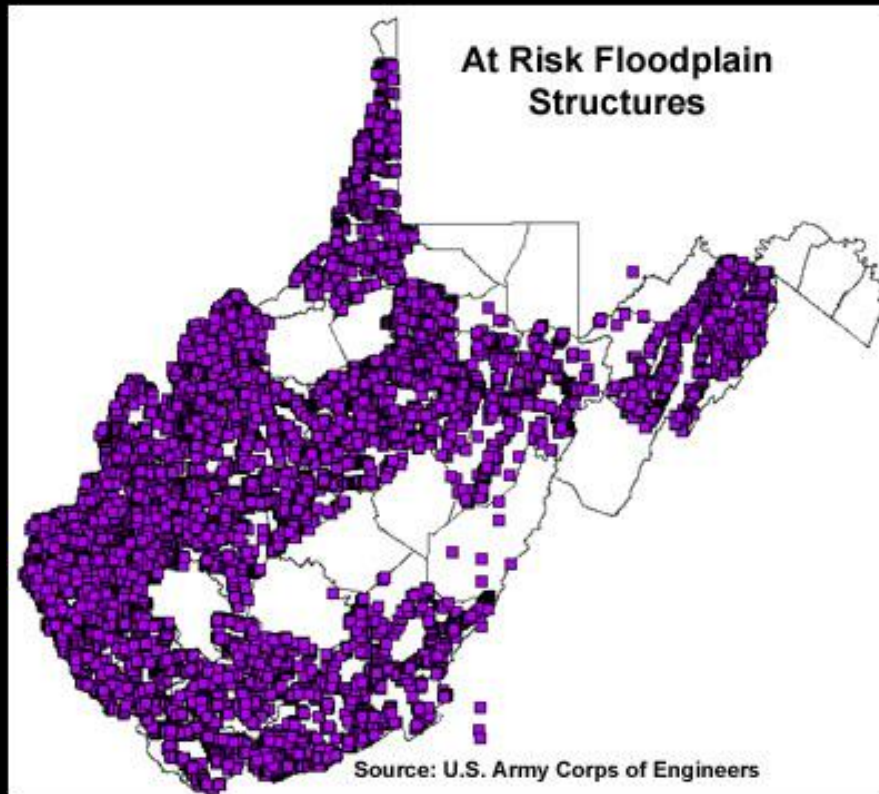 At Risk Floodplain
Structures
Source: U.S. Army Corps of Engineers